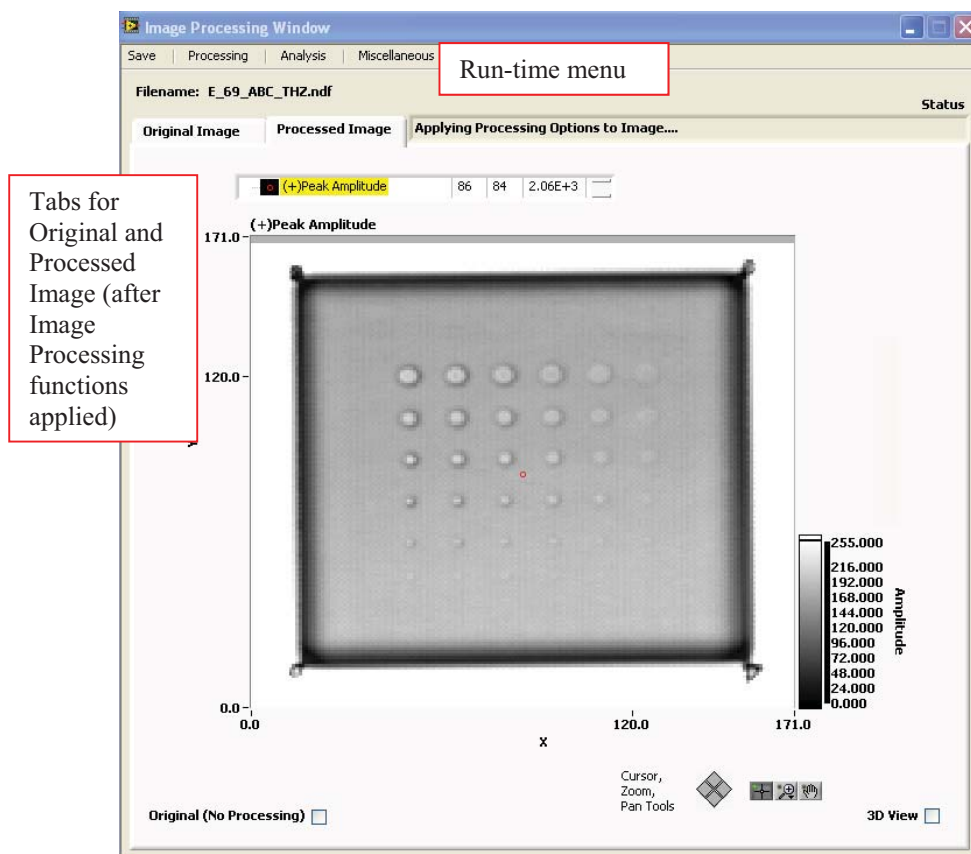 Image Processing Window
Save | Processing | Analysis | Miscellaneous
Run-time menu
Filename: E_69_ABC_THZ.ndf
Status
Original Image
Processed Image
Applying Processing Options to Image....
(+)Peak Amplitude 86 84 2.06E+3
Tabs for
Original and
Processed
Image (after
Image
Processing
functions
applied)
(+)Peak Amplitude
171.0
120.0
0.0
0.0
120.0
171.0
X
255.000
216.000
192.000
168.000
144.000
120.000
96.000
72.000
48.000
24.000
0.000
Amplitude
Cursor,
Zoom,
Pan Tools
Original (No Processing)
3D View